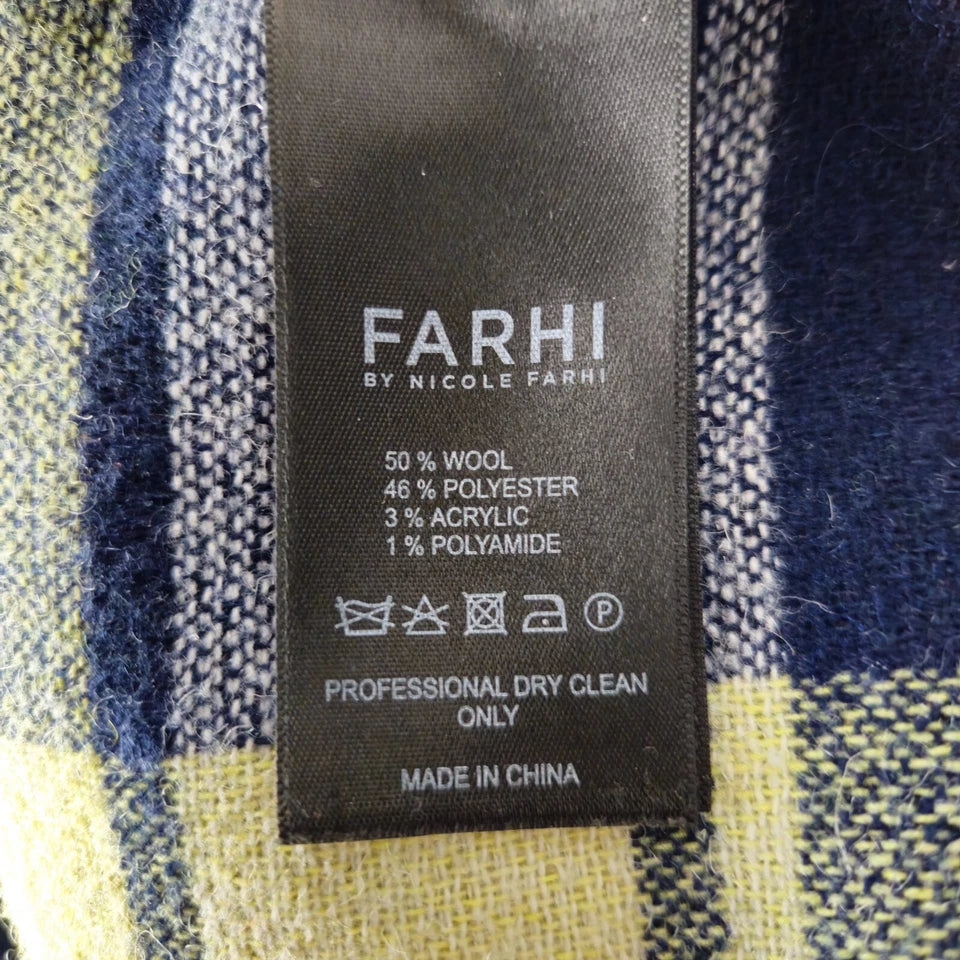 FARHI
BY NICOLE FARHI
50 % WOOL
46 % POLYESTER
3 % ACRYLIC
1 % POLYAMIDE
P
PROFESSIONAL DRY CLEAN
ONLY
MADE IN CHINA